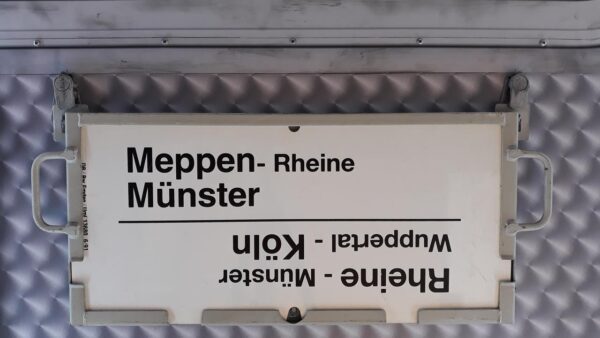 Meppen- Rheine
Münster
Rheine - Münster
Wuppertal - Köln